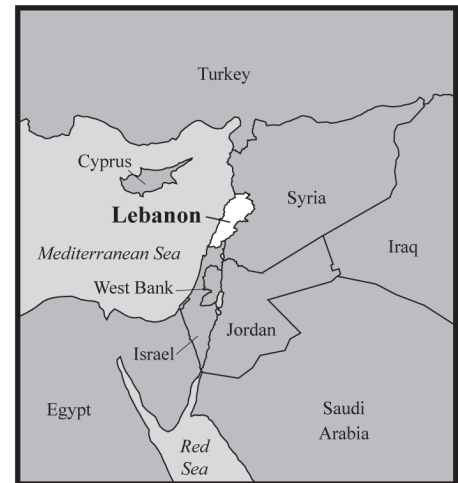 Turkey
Cyprus
Syria
Lebanon
Mediterranean Sea
Iraq
West Bank
Jordan
Israel
Egypt
Saudi
Arabia
Red
Sea